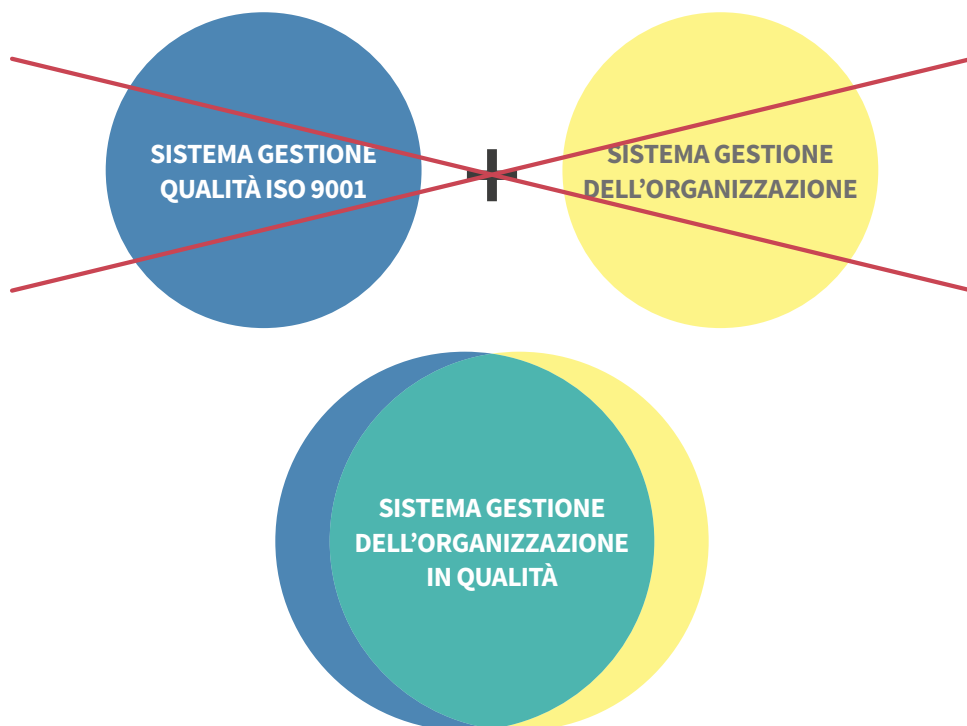 SISTEMA GESTIONE
QUALITÀ ISO 9001
+
SISTEMA GESTIONE
DELL'ORGANIZZAZIONE
SISTEMA GESTIONE
DELL'ORGANIZZAZIONE
IN QUALITÀ